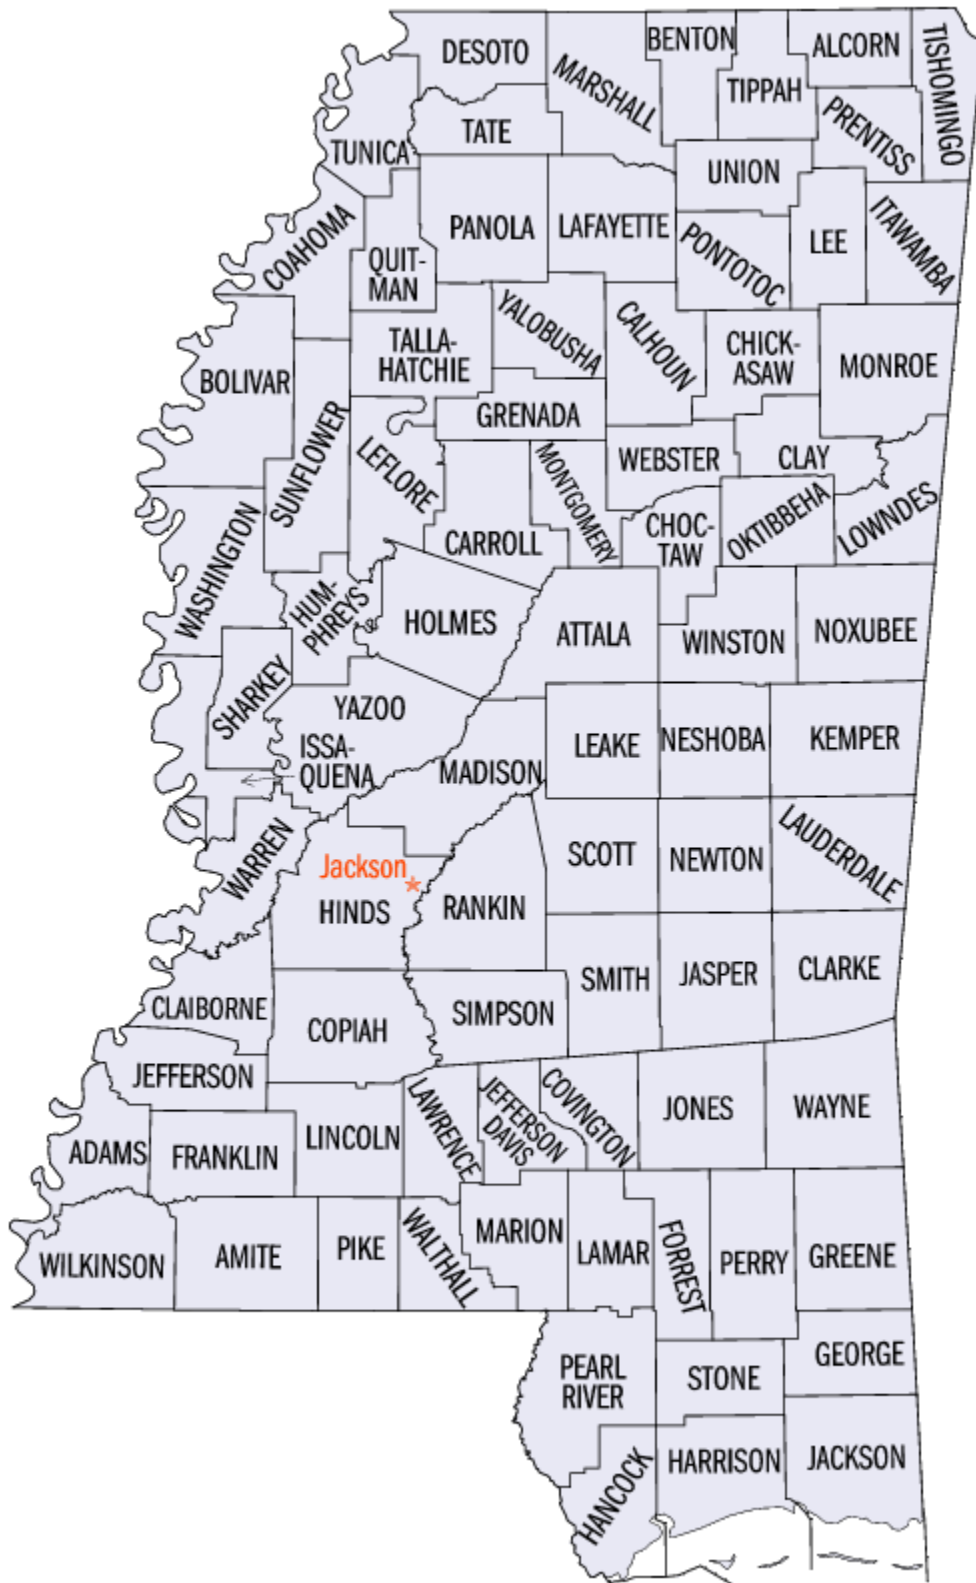 DESOTO
BENTON
ALCORN
TISHOMINGO
MARSHALL
TIPPAH
TATE
PRENTISS
TUNICA
UNION
PANOLA
LAFAYETTE
COAHOMA
PONTOTOC
LEE
ITAWAMBA
QUIT-
MAN
YALOBUSHA
CALHOUN
TALLA-
HATCHIE
CHICK-
ASAW
MONROE
BOLIVAR
GRENADA
SUNFLOWER
LEFLORE
WEBSTER
CLAY
MONTGOMERY
CARROLL
CHOC-
TAW
OKTIBBEHA
LOWNDES
WASHINGTON
HUM-
PHREYS
HOLMES
ATTALA
WINSTON
NOXUBEE
SHARKEY
YAZOO
ISSA-
QUENA
MADISON
LEAKE
NESHOBA
KEMPER
WARREN
Jackson
HINDS
RANKIN
SCOTT
NEWTON
LAUDERDALE
CLAIBORNE
COPIAH
SIMPSON
SMITH
JASPER
CLARKE
JEFFERSON
LAWRENCE
JEFFERSON
DAVIS
COVINGTON
JONES
WAYNE
ADAMS
FRANKLIN
LINCOLN
WILKINSON
AMITE
PIKE
WALTHALL
MARION
LAMAR
FORREST
PERRY
GREENE
PEARL
RIVER
STONE
GEORGE
HANCOCK
HARRISON
JACKSON